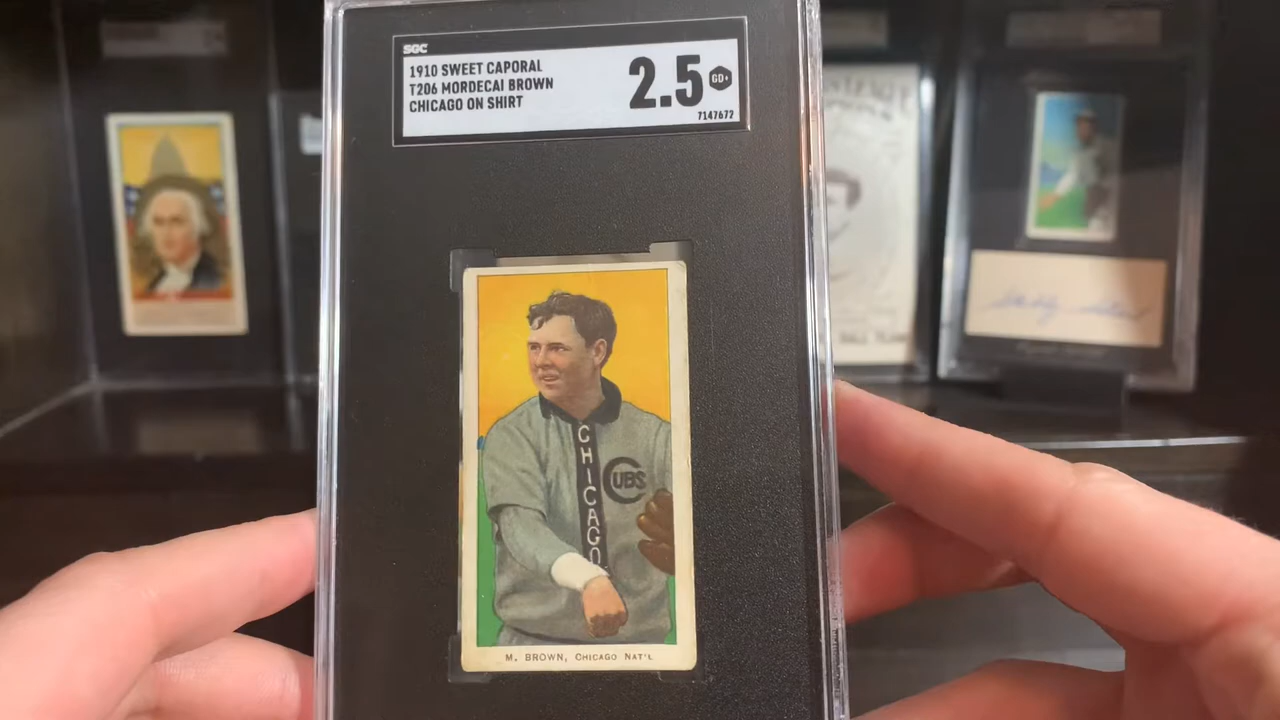 SGC
1910 SWEET CAPORAL
T206 MORDECAI BROWN
CHICAGO ON SHIRT
2.5
GD+
7147672
CHICAGO
CUBS
M. BROWN, CHICAGO NAT'L